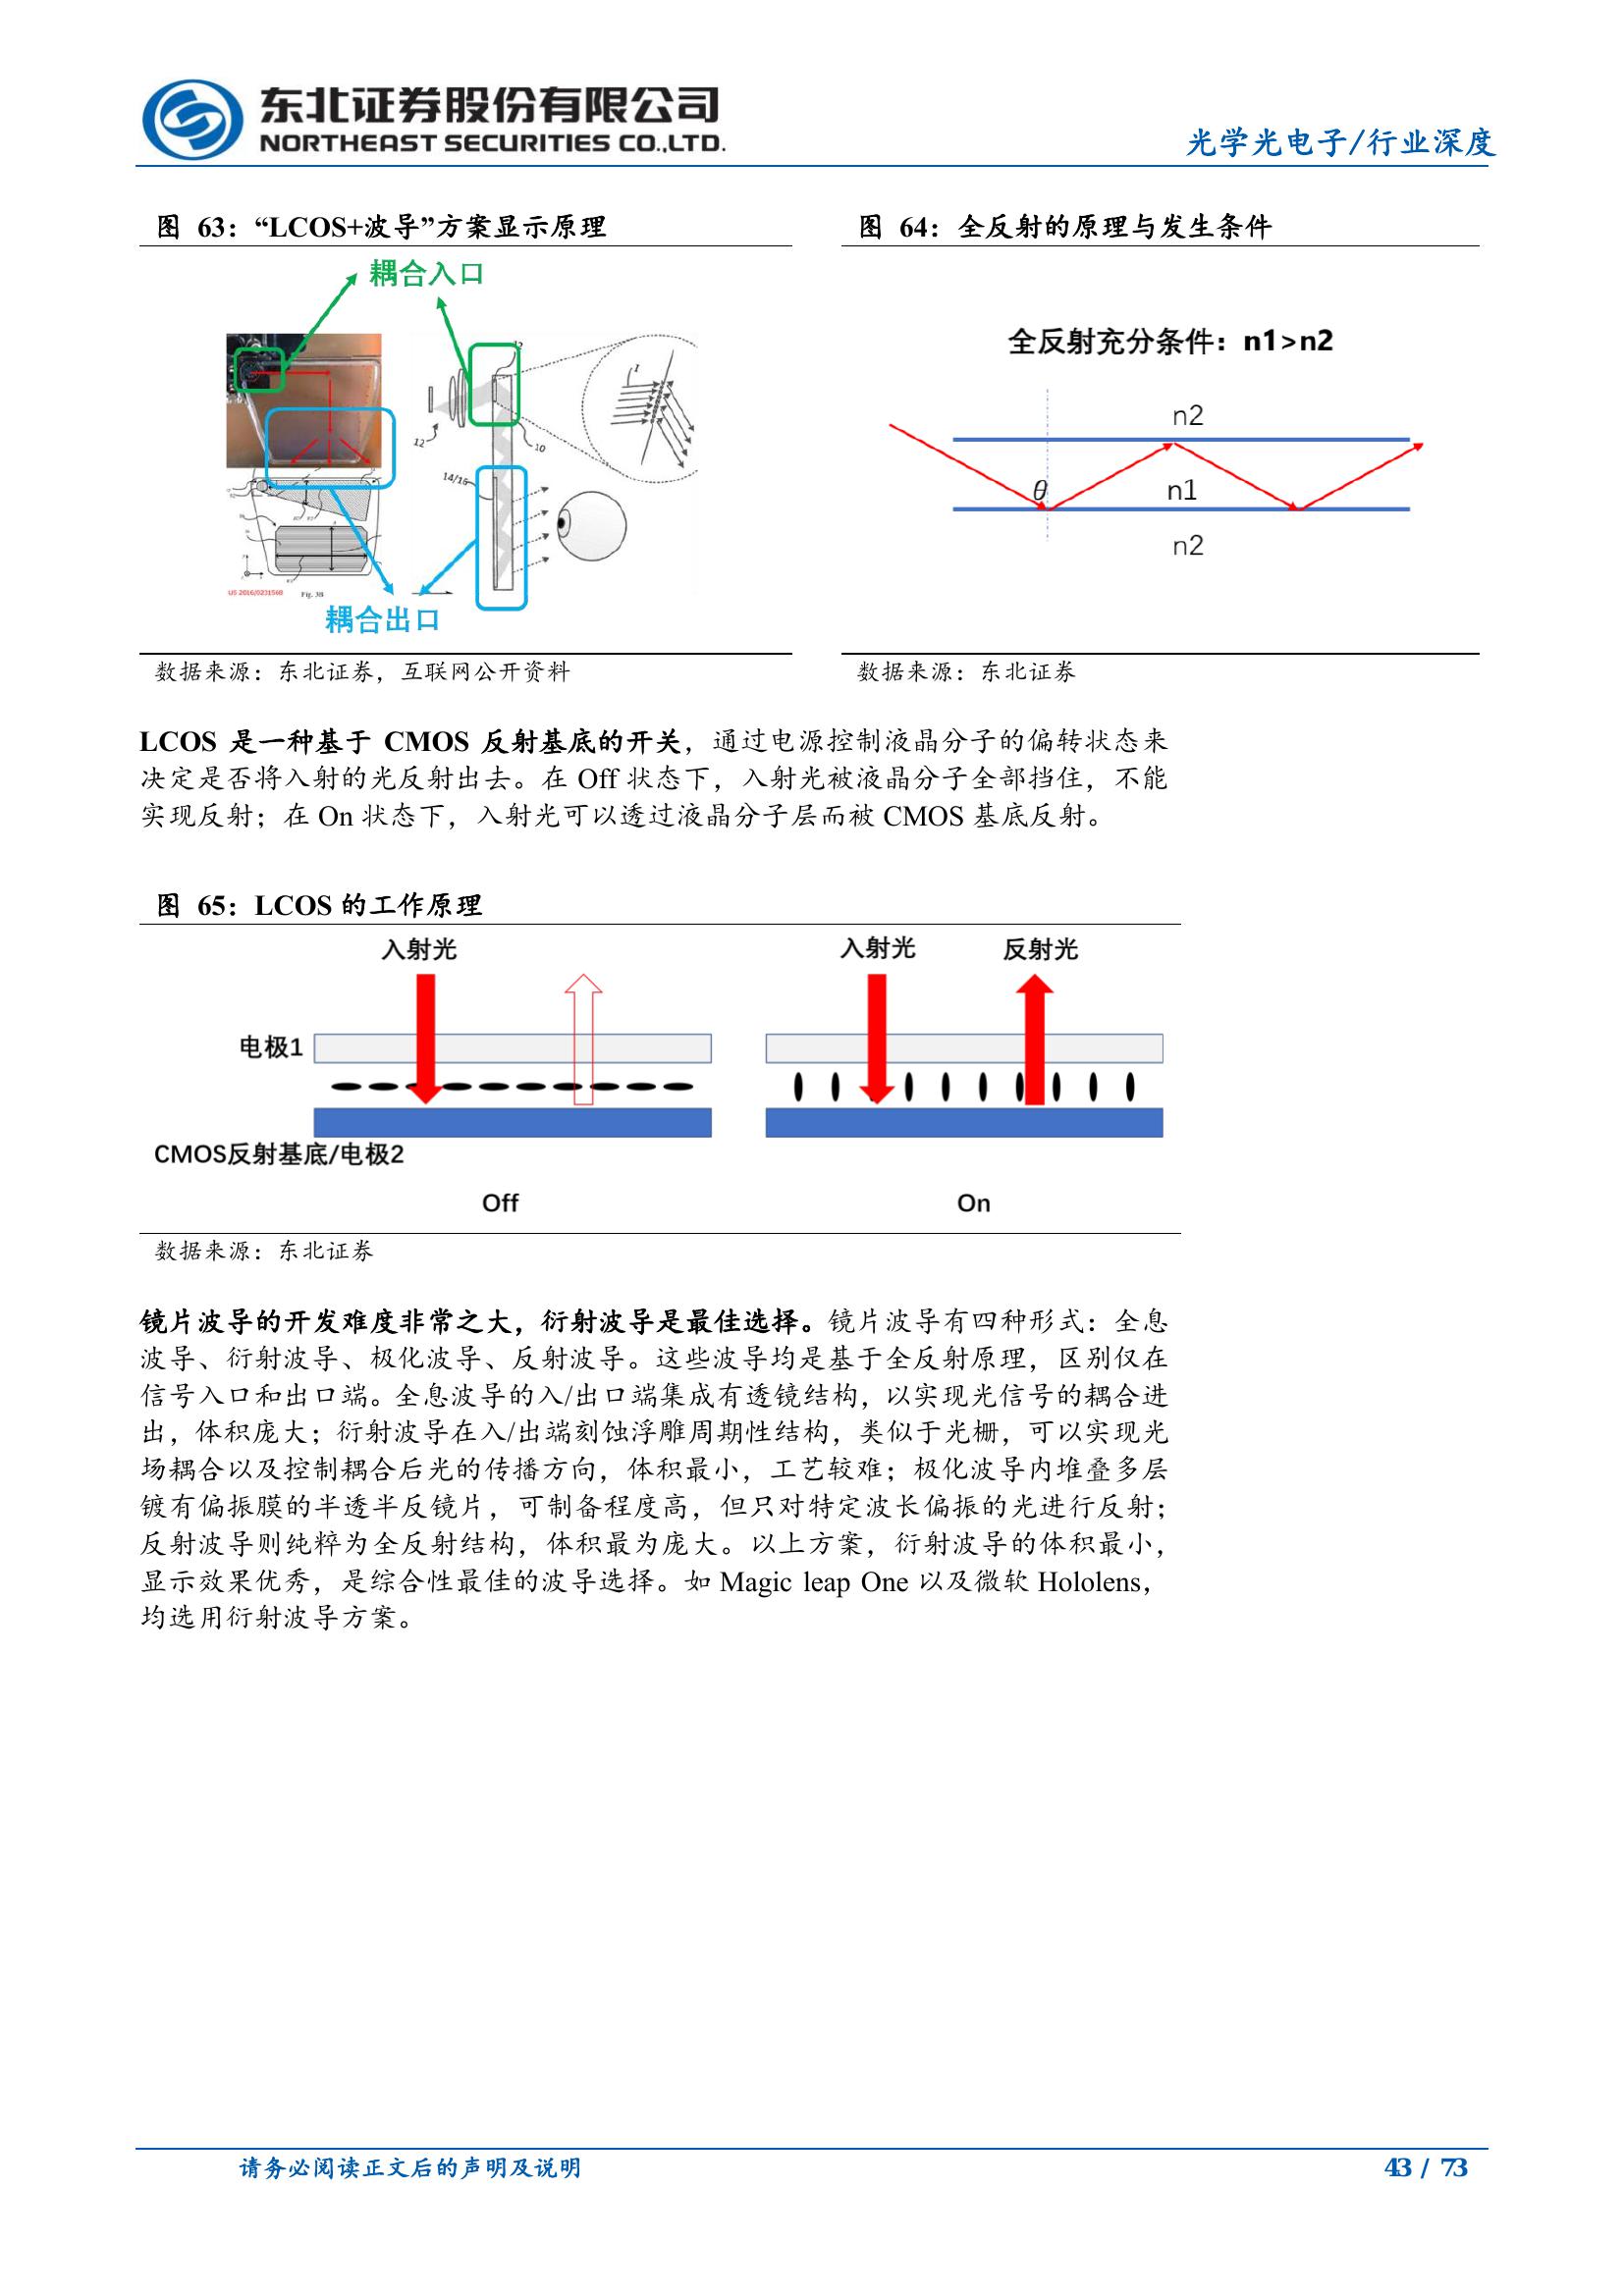 东北证券股份有限公司
NORTHEAST SECURITIES CO.,LTD.
光学光电子/行业深度
图 63：“LCOS+波导”方案显示原理
耦合入口
12
10
14/16
I
US 2016/0231568
Fig. 3B
耦合出口
数据来源：东北证券，互联网公开资料
图 64：全反射的原理与发生条件
全反射充分条件：n1>n2
n2
θ
n1
n2
数据来源：东北证券
LCOS 是一种基于 CMOS 反射基底的开关，通过电源控制液晶分子的偏转状态来
决定是否将入射的光反射出去。在 Off 状态下，入射光被液晶分子全部挡住，不能
实现反射；在 On 状态下，入射光可以透过液晶分子层而被 CMOS 基底反射。
图 65：LCOS 的工作原理
入射光
入射光
反射光
电极1
CMOS反射基底/电极2
Off
On
数据来源：东北证券
镜片波导的开发难度非常之大，衍射波导是最佳选择。镜片波导有四种形式：全息
波导、衍射波导、极化波导、反射波导。这些波导均是基于全反射原理，区别仅在
信号入口和出口端。全息波导的入/出口端集成有透镜结构，以实现光信号的耦合进
出，体积庞大；衍射波导在入/出端刻蚀浮雕周期性结构，类似于光栅，可以实现光
场耦合以及控制耦合后光的传播方向，体积最小，工艺较难；极化波导内堆叠多层
镀有偏振膜的半透半反镜片，可制备程度高，但只对特定波长偏振的光进行反射；
反射波导则纯粹为全反射结构，体积最为庞大。以上方案，衍射波导的体积最小，
显示效果优秀，是综合性最佳的波导选择。如 Magic leap One 以及微软 Hololens，
均选用衍射波导方案。
请务必阅读正文后的声明及说明
43 / 73